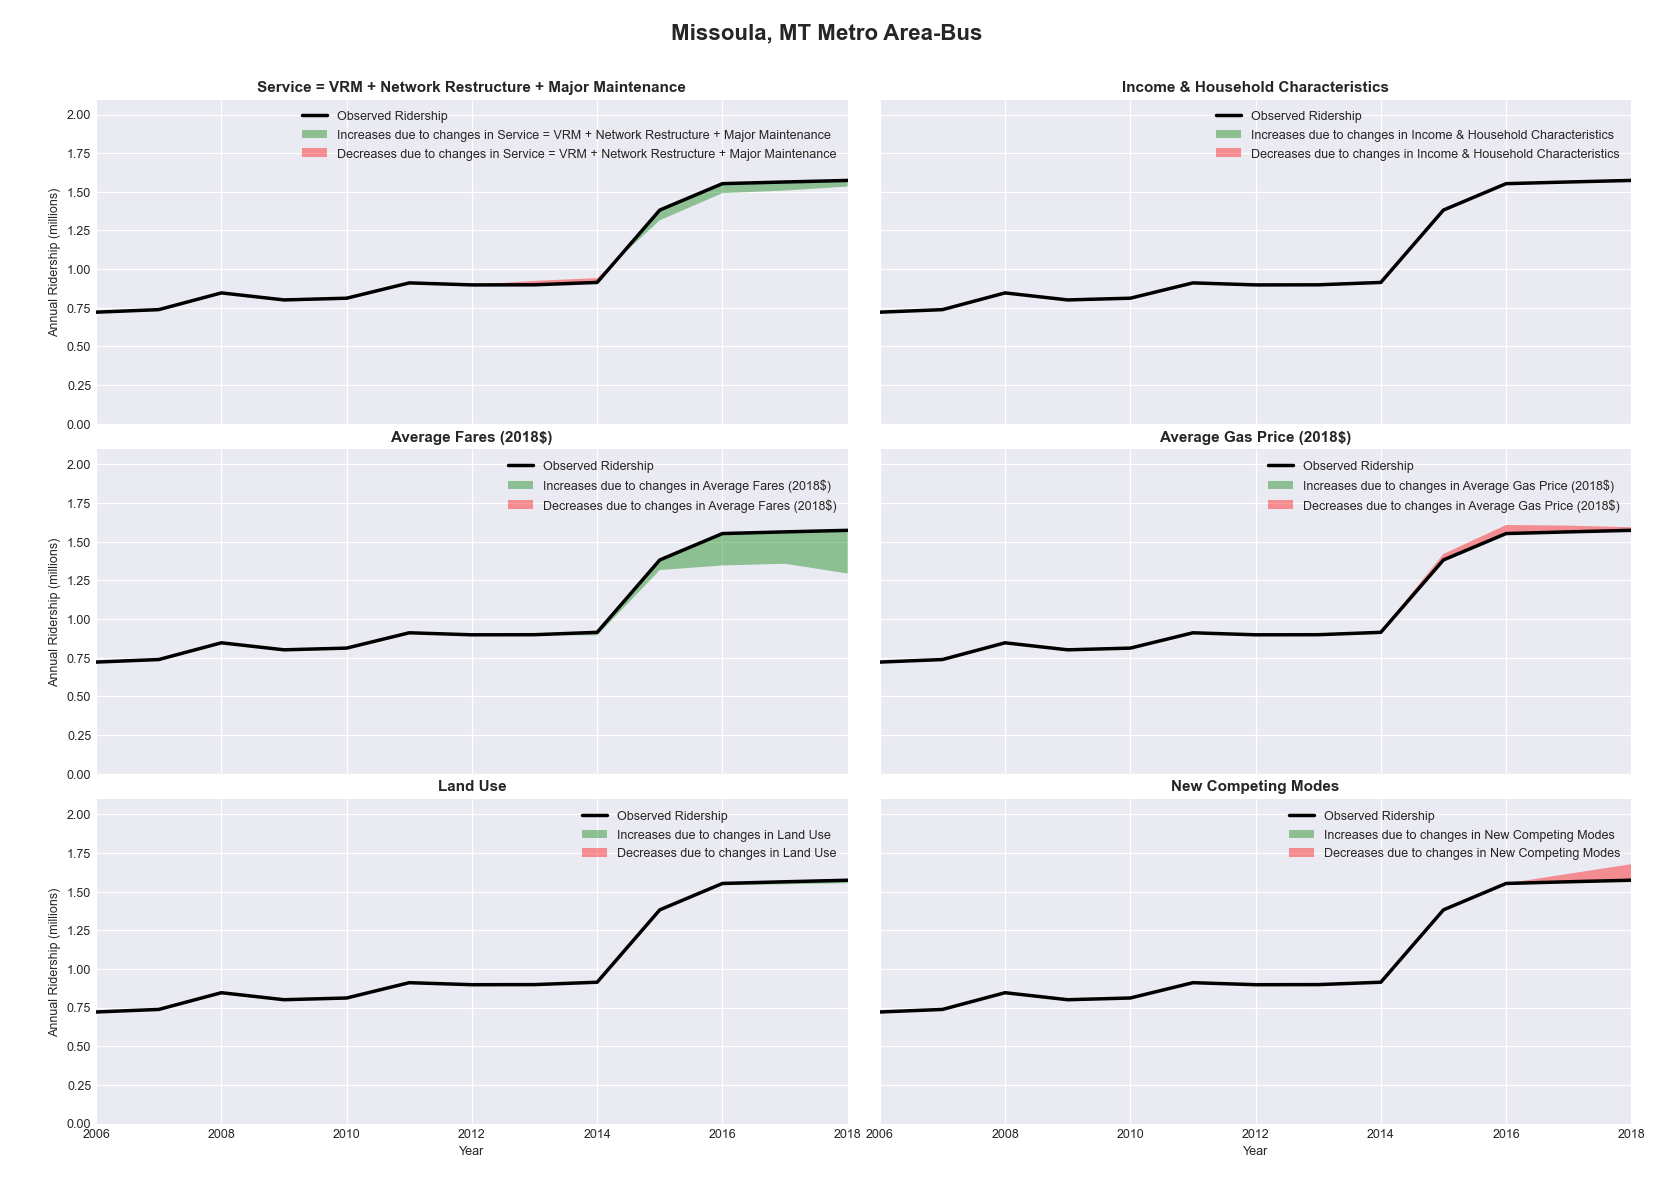 Missoula, MT Metro Area-Bus
Service = VRM + Network Restructure + Major Maintenance
Observed Ridership
Increases due to changes in Service = VRM + Network Restructure + Major Maintenance
Decreases due to changes in Service = VRM + Network Restructure + Major Maintenance
2.00
1.75
1.50
1.25
1.00
0.75
0.50
0.25
0.00
Annual Ridership (millions)
Income & Household Characteristics
Observed Ridership
Increases due to changes in Income & Household Characteristics
Decreases due to changes in Income & Household Characteristics
Average Fares (2018$)
Observed Ridership
Increases due to changes in Average Fares (2018$)
Decreases due to changes in Average Fares (2018$)
2.00
1.75
1.50
1.25
1.00
0.75
0.50
0.25
0.00
Annual Ridership (millions)
Average Gas Price (2018$)
Observed Ridership
Increases due to changes in Average Gas Price (2018$)
Decreases due to changes in Average Gas Price (2018$)
Land Use
Observed Ridership
Increases due to changes in Land Use
Decreases due to changes in Land Use
2.00
1.75
1.50
1.25
1.00
0.75
0.50
0.25
0.00
Annual Ridership (millions)
2006 2008 2010 2012 2014 2016 2018
Year
New Competing Modes
Observed Ridership
Increases due to changes in New Competing Modes
Decreases due to changes in New Competing Modes
2006 2008 2010 2012 2014 2016 2018
Year